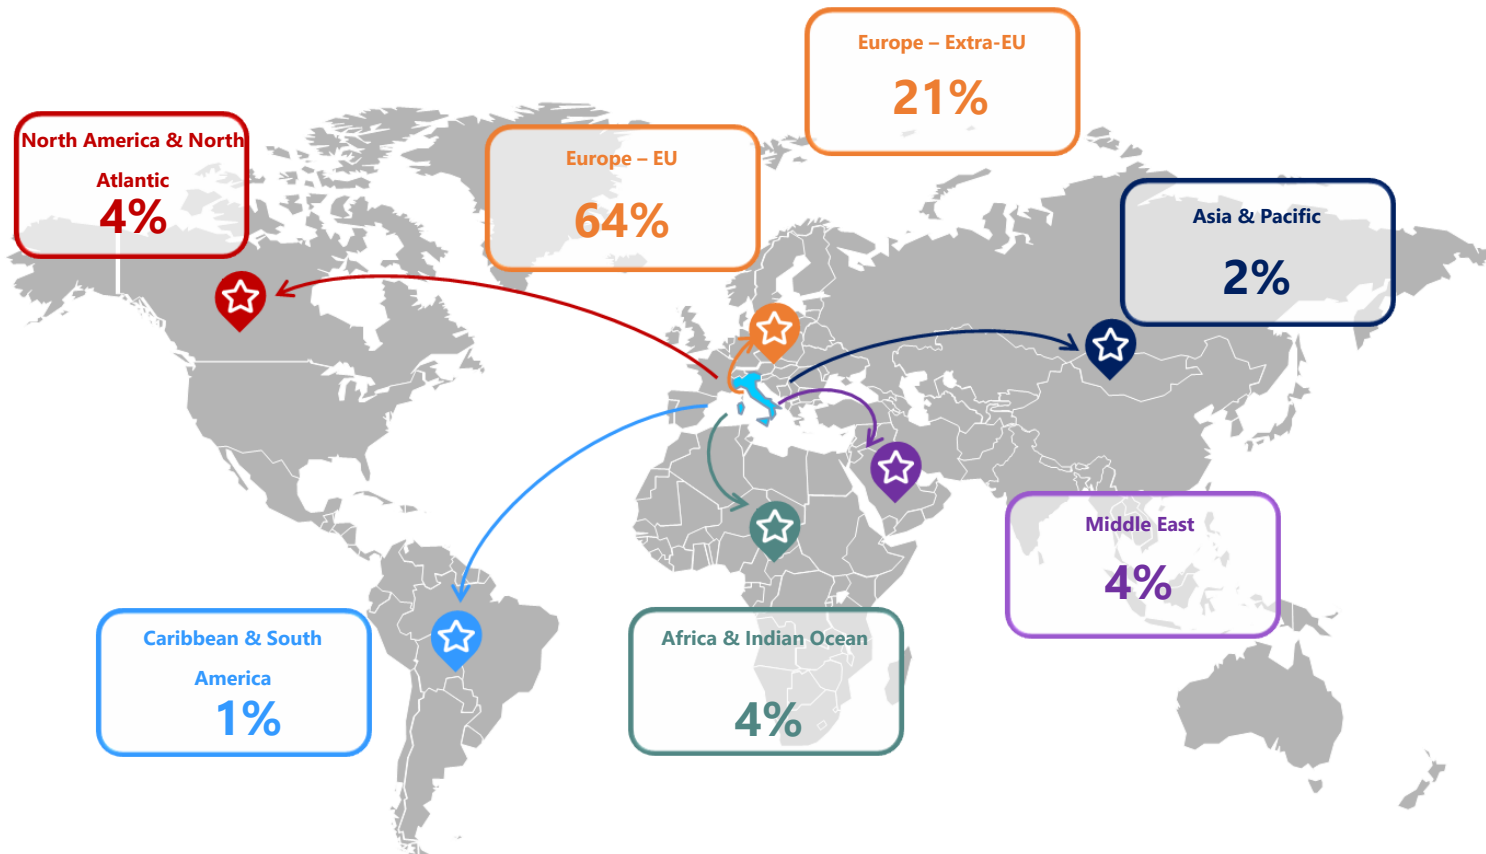 Europe – Extra-EU
21%
North America & North
Atlantic
4%
Europe – EU
64%
Asia & Pacific
2%
Middle East
4%
Caribbean & South
America
1%
Africa & Indian Ocean
4%